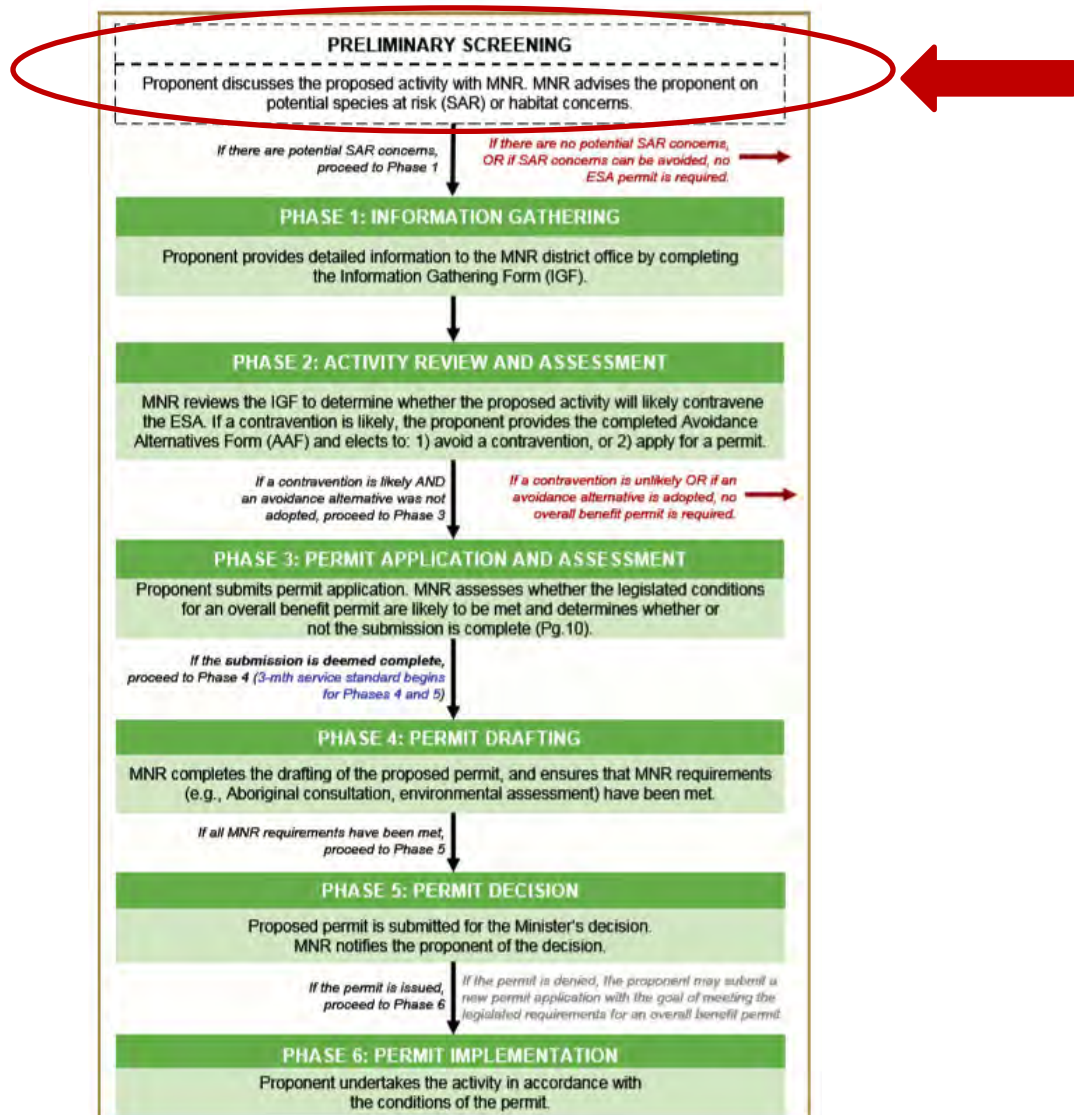 PRELIMINARY SCREENING
Proponent discusses the proposed activity with MNR. MNR advises the proponent on
potential species at risk (SAR) or habitat concerns.
If there are potential SAR concerns,
proceed to Phase 1
If there are no potential SAR concerns,
OR if SAR concerns can be avoided, no
ESA permit is required.
PHASE 1: INFORMATION GATHERING
Proponent provides detailed information to the MNR district office by completing
the Information Gathering Form (IGF).
PHASE 2: ACTIVITY REVIEW AND ASSESSMENT
MNR reviews the IGF to determine whether the proposed activity will likely contravene
the ESA. If a contravention is likely, the proponent provides the completed Avoidance
Alternatives Form (AAF) and elects to: 1) avoid a contravention, or 2) apply for a permit.
If a contravention is likely AND
an avoidance alternative was not
adopted, proceed to Phase 3
If a contravention is unlikely OR if an
avoidance alternative is adopted, no
overall benefit permit is required.
PHASE 3: PERMIT APPLICATION AND ASSESSMENT
Proponent submits permit application. MNR assesses whether the legislated conditions
for an overall benefit permit are likely to be met and determines whether or
not the submission is complete (Pg.10).
If the submission is deemed complete,
proceed to Phase 4 (3-mth service standard begins
for Phases 4 and 5)
PHASE 4: PERMIT DRAFTING
MNR completes the drafting of the proposed permit, and ensures that MNR requirements
(e.g., Aboriginal consultation, environmental assessment) have been met.
If all MNR requirements have been met,
proceed to Phase 5
PHASE 5: PERMIT DECISION
Proposed permit is submitted for the Minister's decision.
MNR notifies the proponent of the decision.
If the permit is issued,
proceed to Phase 6
If the permit is denied, the proponent may submit a
new permit application with the goal of meeting the
legislated requirements for an overall benefit permit
PHASE 6: PERMIT IMPLEMENTATION
Proponent undertakes the activity in accordance with
the conditions of the permit.